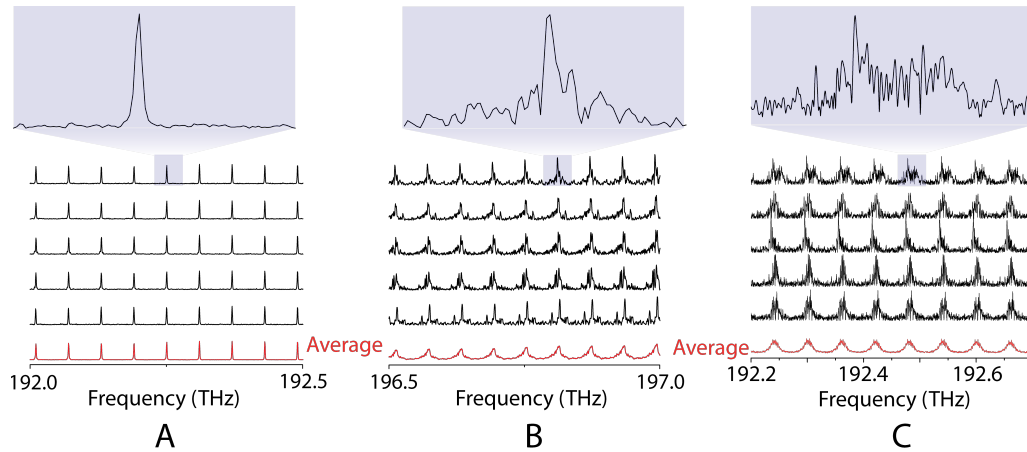 Average
Average
192.0
192.5
196.5
197.0
192.2
192.4
192.6
Frequency (THz)
Frequency (THz)
Frequency (THz)
A
B
C